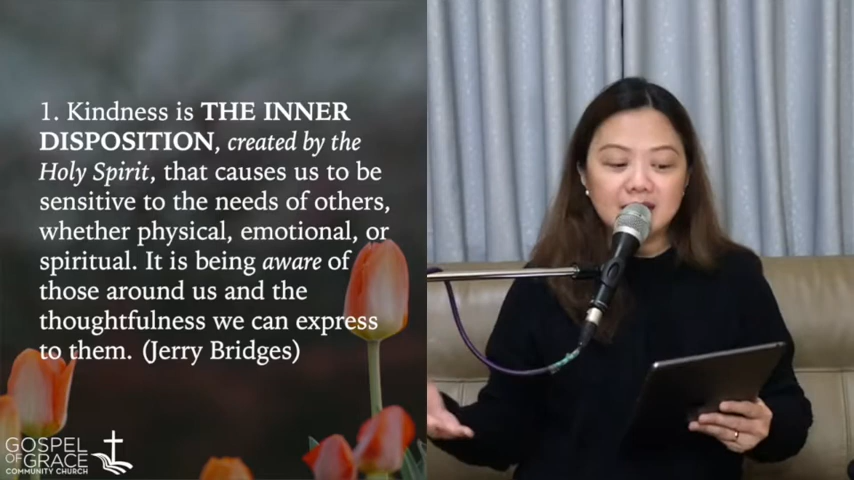 1. Kindness is THE INNER
DISPOSITION, created by the
Holy Spirit, that causes us to be
sensitive to the needs of others,
whether physical, emotional, or
spiritual. It is being aware of
those around us and the
thoughtfulness we can express
to them. (Jerry Bridges)
GOSPEL
OF GRACE
COMMUNITY CHURCH